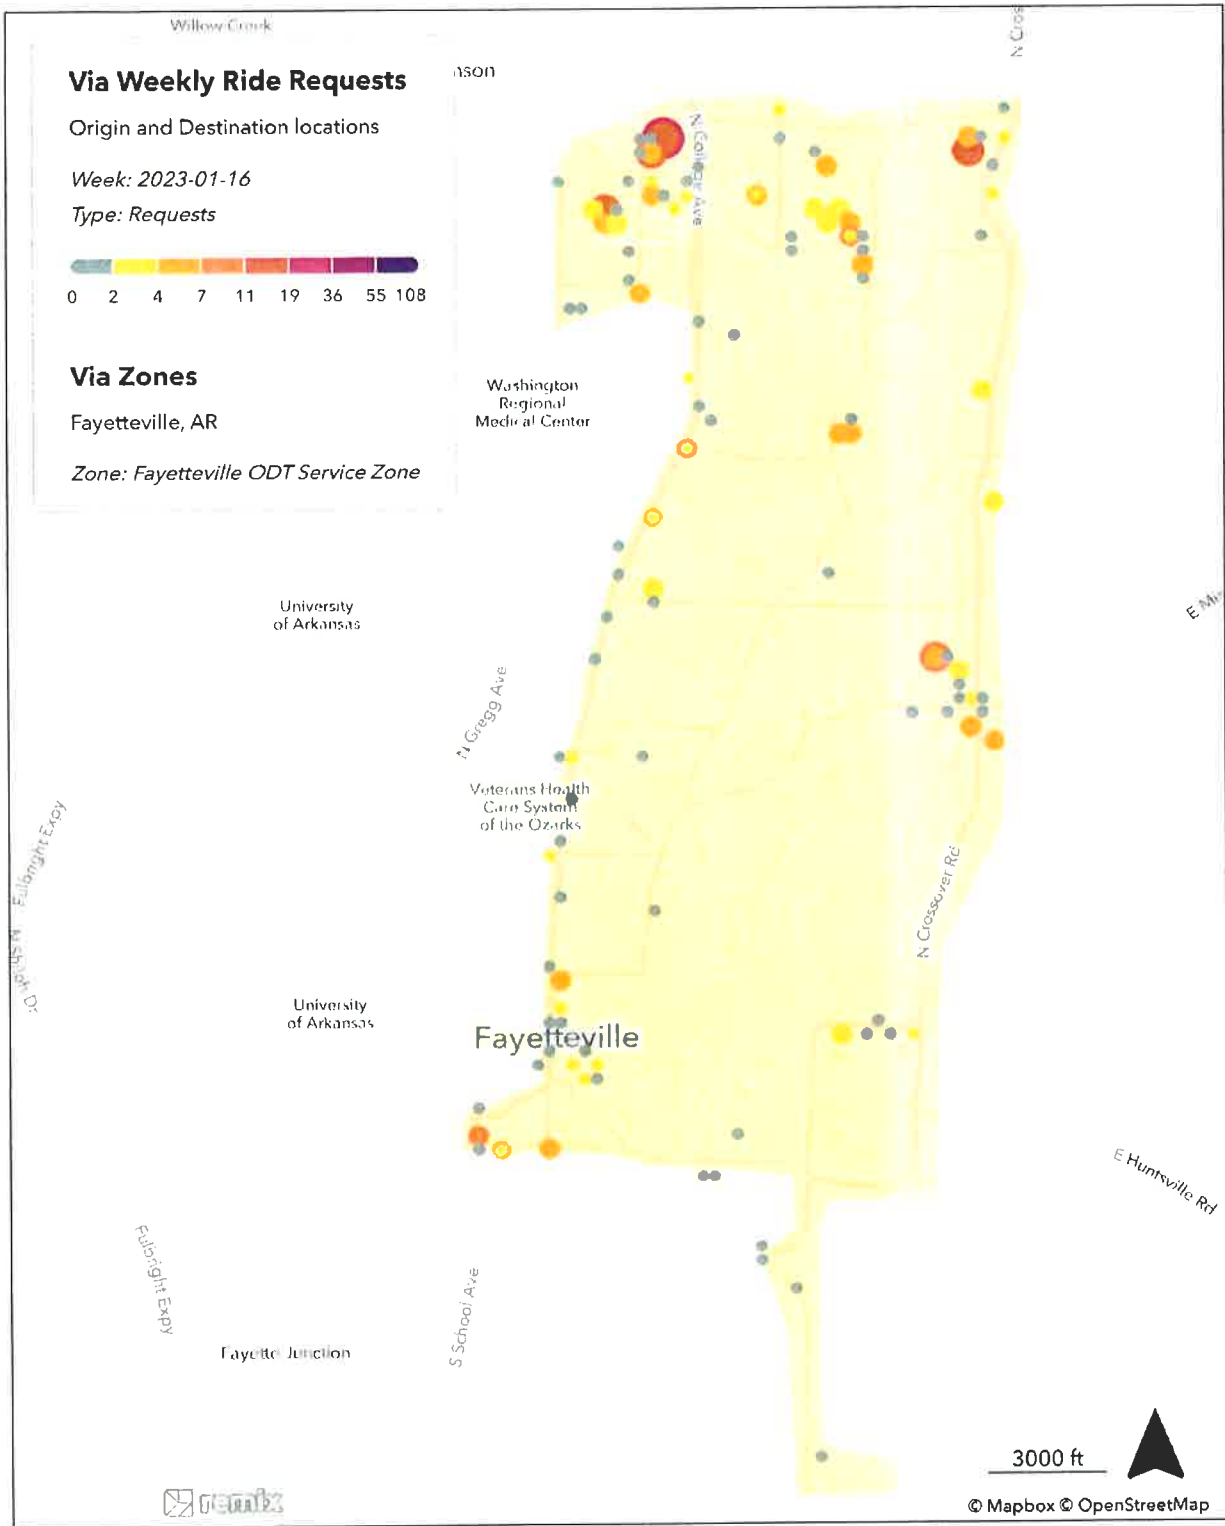 Willow Creek
N Cros
nson
Via Weekly Ride Requests
Origin and Destination locations
Week: 2023-01-16
Type: Requests
0 2 4 7 11 19 36 55 108
Via Zones
Fayetteville, AR
Zone: Fayetteville ODT Service Zone
N College Ave
Washington
Regional
Medical Center
University
of Arkansas
E Mis
N Gregg Ave
Veterans Health
Care System
of the Ozarks
Fulbright Expy
N Crossover Rd
University
of Arkansas
Fayetteville
E Huntsville Rd
Fulbright Expy
S School Ave
Fayette Junction
3000 ft
remix
© Mapbox © OpenStreetMap